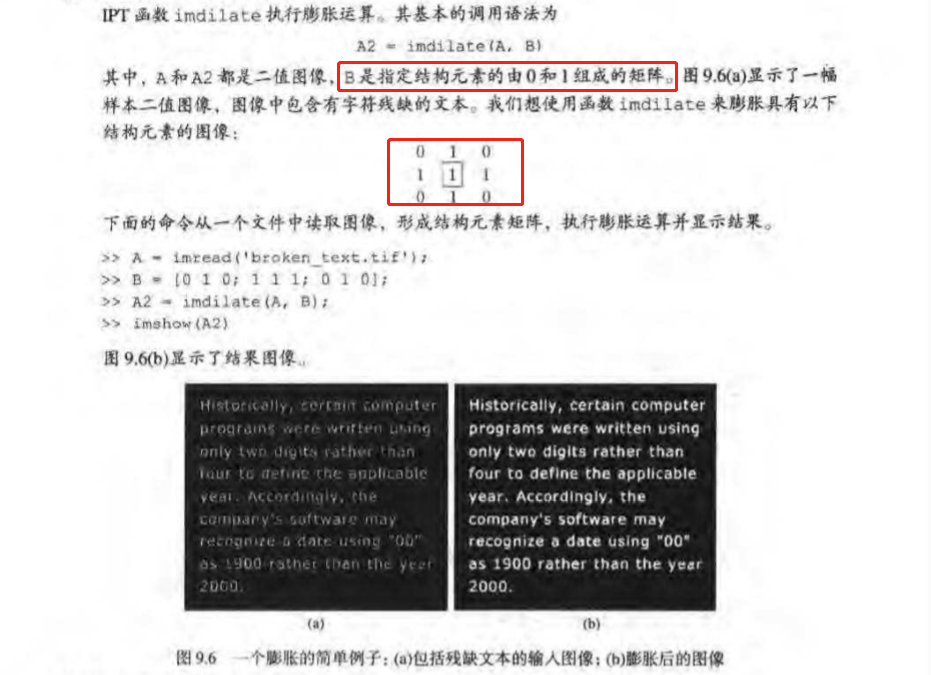 IPT 函数 imdilate 执行膨胀运算。其基本的调用语法为
A2 = imdilate(A, B)
其中，A 和 A2 都是二值图像，B 是指定结构元素的由 0 和 1 组成的矩阵。图 9.6(a)显示了一幅
样本二值图像，图像中包含有字符残缺的文本。我们想使用函数 imdilate 来膨胀具有以下
结构元素的图像：
0 1 0
1 1 1
0 1 0
下面的命令从一个文件中读取图像，形成结构元素矩阵，执行膨胀运算并显示结果。
>> A = imread('broken_text.tif');
>> B = [0 1 0; 1 1 1; 0 1 0];
>> A2 = imdilate(A, B);
>> imshow(A2)
图 9.6(b)显示了结果图像。
Historically, certain computer
programs were written using
only two digits rather than
four to define the applicable
year. Accordingly, the
company's software may
recognize a date using "00"
as 1900 rather than the year
2000.
Historically, certain computer
programs were written using
only two digits rather than
four to define the applicable
year. Accordingly, the
company's software may
recognize a date using "00"
as 1900 rather than the year
2000.
(a)
(b)
图 9.6 一个膨胀的简单例子：(a)包括残缺文本的输入图像；(b)膨胀后的图像